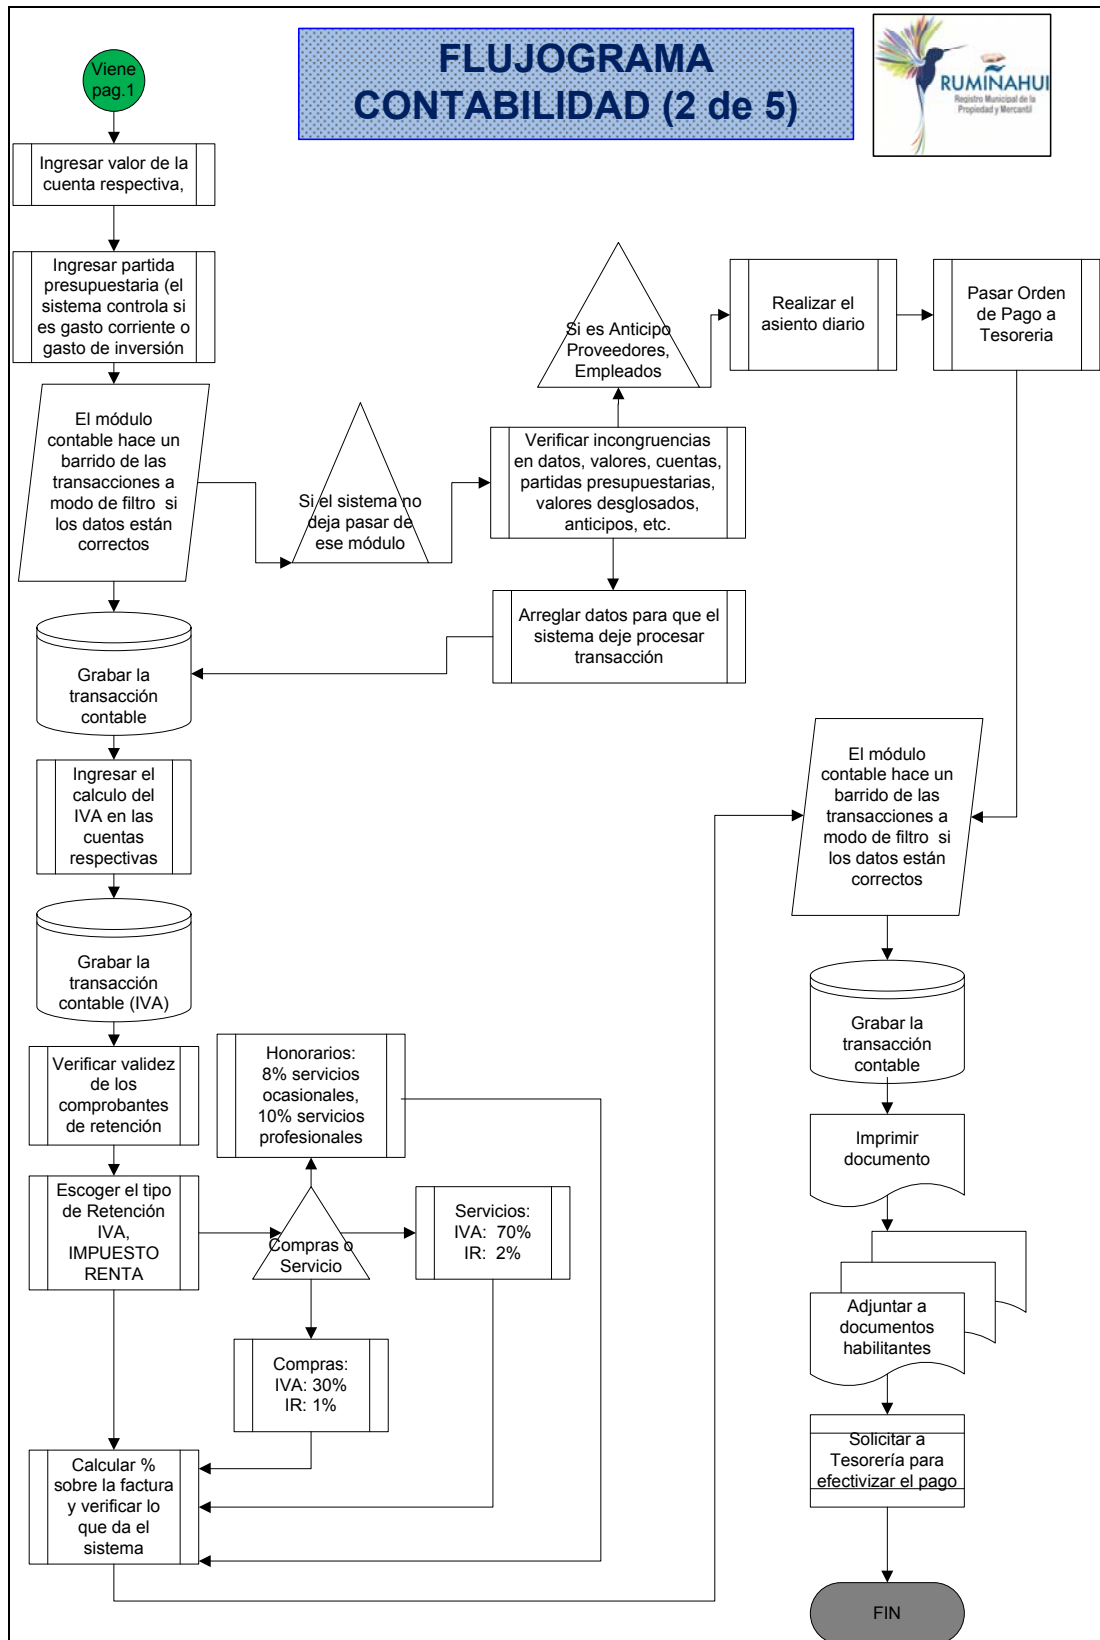 FLUJOGRAMA
CONTABILIDAD (2 de 5)
RUMIÑAHUI
Registro Municipal de la
Propiedad y Mercantil
Viene
pag.1
Ingresar valor de la
cuenta respectiva,
Ingresar partida
presupuestaria (el
sistema controla si
es gasto corriente o
gasto de inversión
El módulo
contable hace un
barrido de las
transacciones a
modo de filtro si
los datos están
correctos
Si el sistema no
deja pasar de
ese módulo
Verificar incongruencias
en datos, valores, cuentas,
partidas presupuestarias,
valores desglosados,
anticipos, etc.
Si es Anticipo
Proveedores,
Empleados
Realizar el
asiento diario
Pasar Orden
de Pago a
Tesoreria
Arreglar datos para que el
sistema deje procesar
transacción
Grabar la
transacción
contable
Ingresar el
calculo del
IVA en las
cuentas
respectivas
Grabar la
transacción
contable (IVA)
Verificar validez
de los
comprobantes
de retención
Escoger el tipo
de Retención
IVA,
IMPUESTO
RENTA
Compras o
Servicio
Honorarios:
8% servicios
ocasionales,
10% servicios
profesionales
Servicios:
IVA: 70%
IR: 2%
Compras:
IVA: 30%
IR: 1%
Calcular %
sobre la factura
y verificar lo
que da el
sistema
El módulo
contable hace un
barrido de las
transacciones a
modo de filtro si
los datos están
correctos
Grabar la
transacción
contable
Imprimir
documento
Adjuntar a
documentos
habilitantes
Solicitar a
Tesorería para
efectivizar el pago
FIN